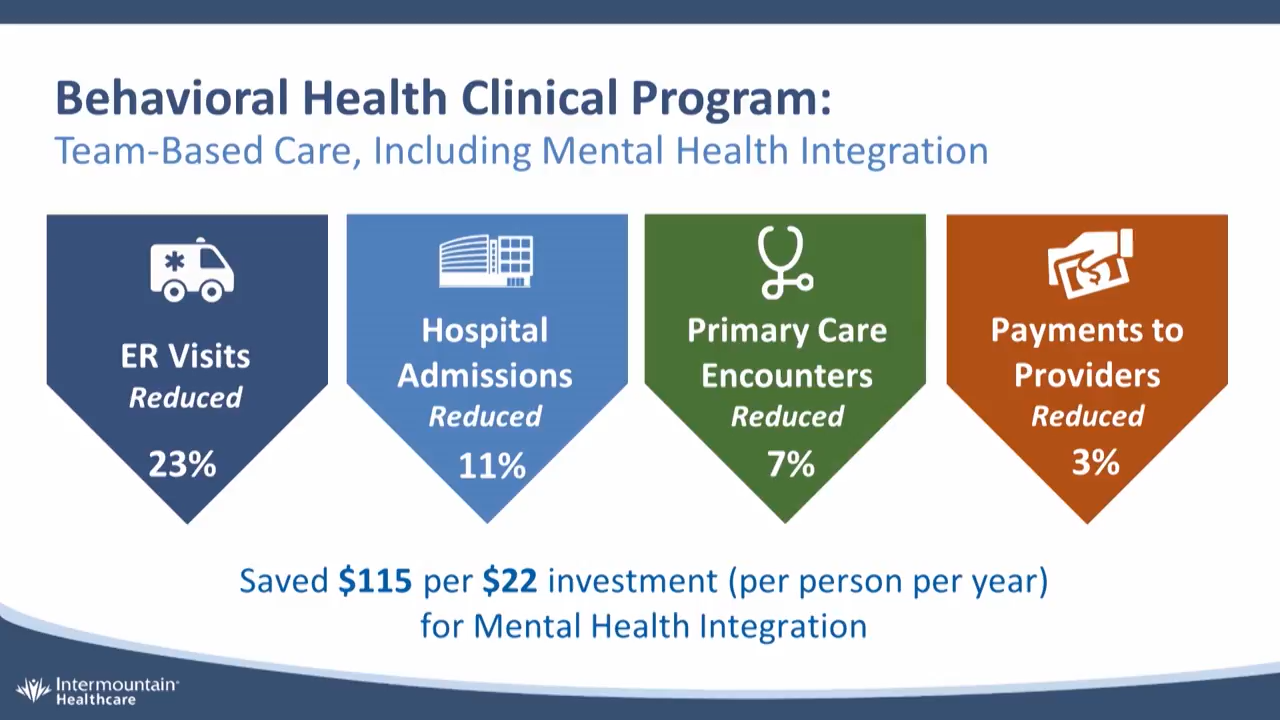 Behavioral Health Clinical Program:
Team-Based Care, Including Mental Health Integration
ER Visits
Reduced
23%
Hospital
Admissions
Reduced
11%
Primary Care
Encounters
Reduced
7%
Payments to
Providers
Reduced
3%
Saved $115 per $22 investment (per person per year)
for Mental Health Integration
Intermountain
Healthcare